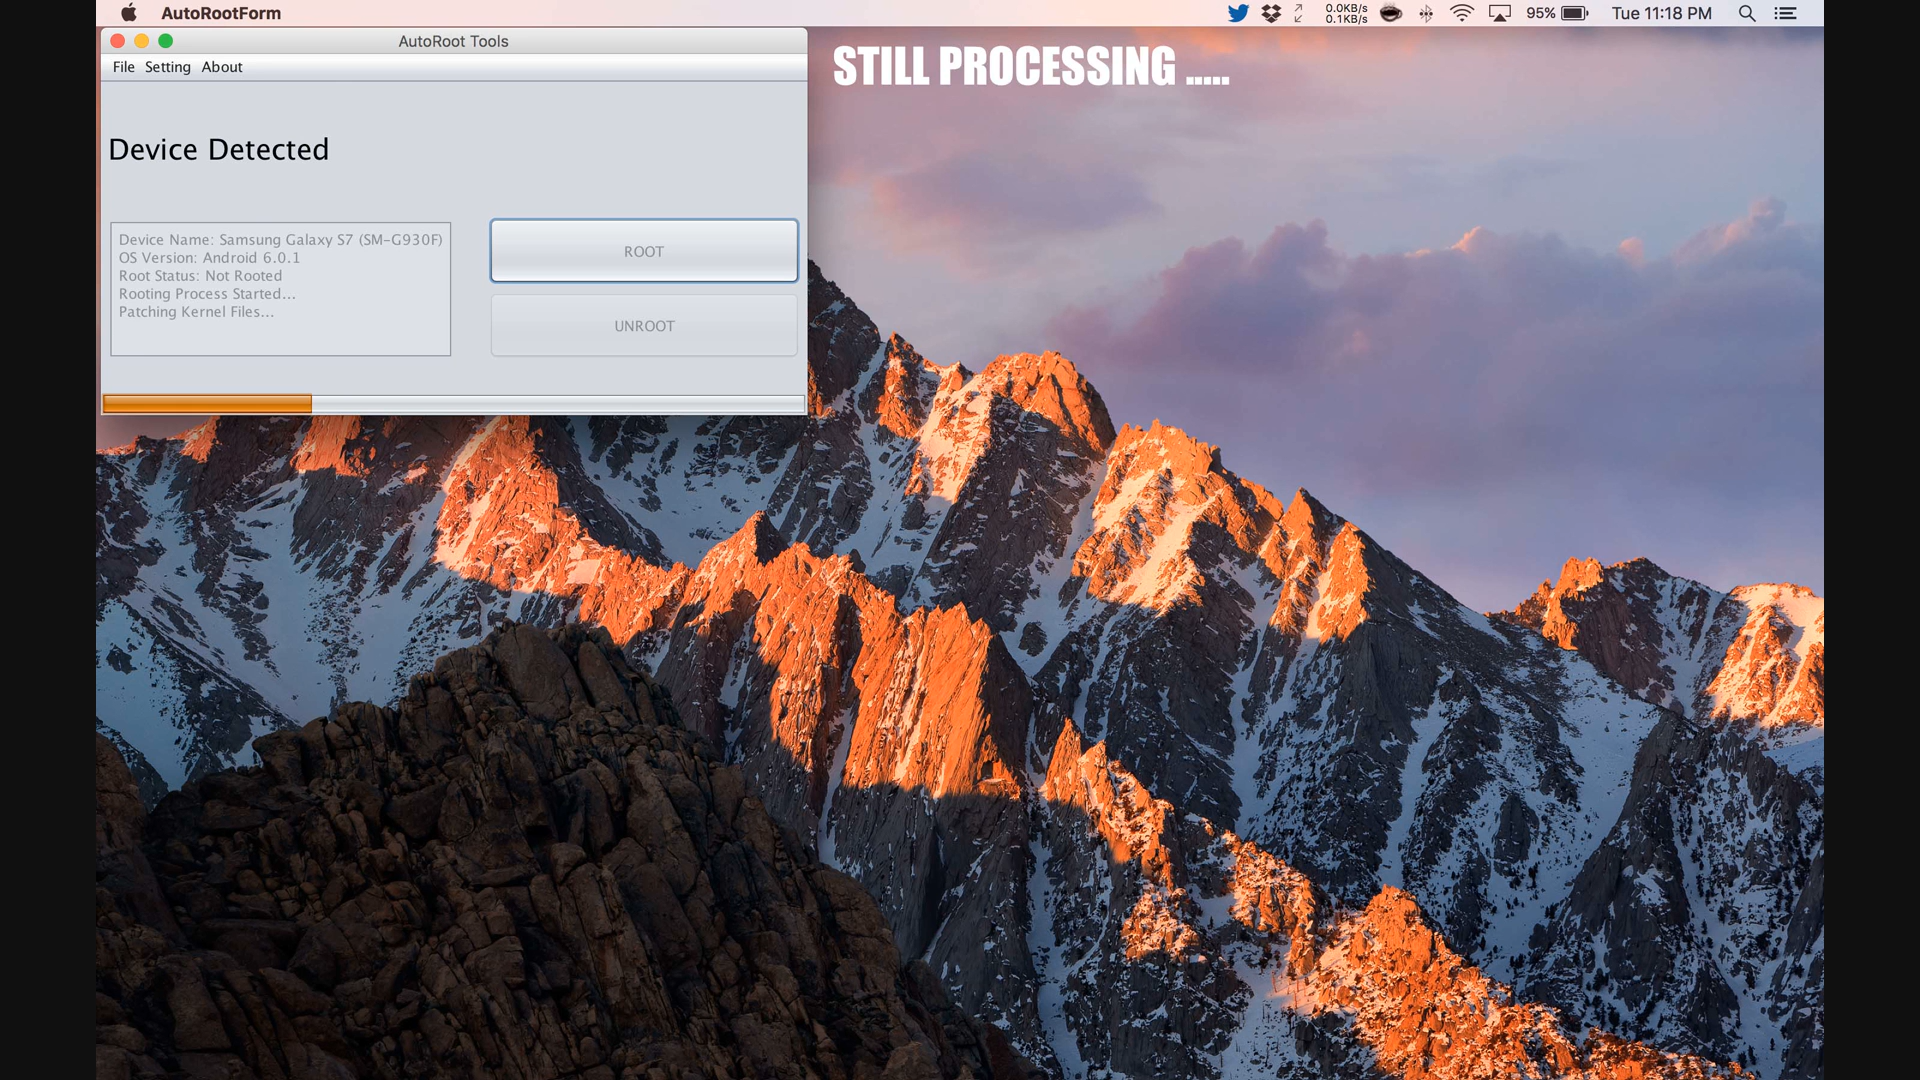 AutoRootForm
0.0KB/s
0.1KB/s
95%
Tue 11:18 PM
AutoRoot Tools
File Setting About
STILL PROCESSING .....
Device Detected
Device Name: Samsung Galaxy S7 (SM-G930F)
OS Version: Android 6.0.1
Root Status: Not Rooted
Rooting Process Started...
Patching Kernel Files...
ROOT
UNROOT